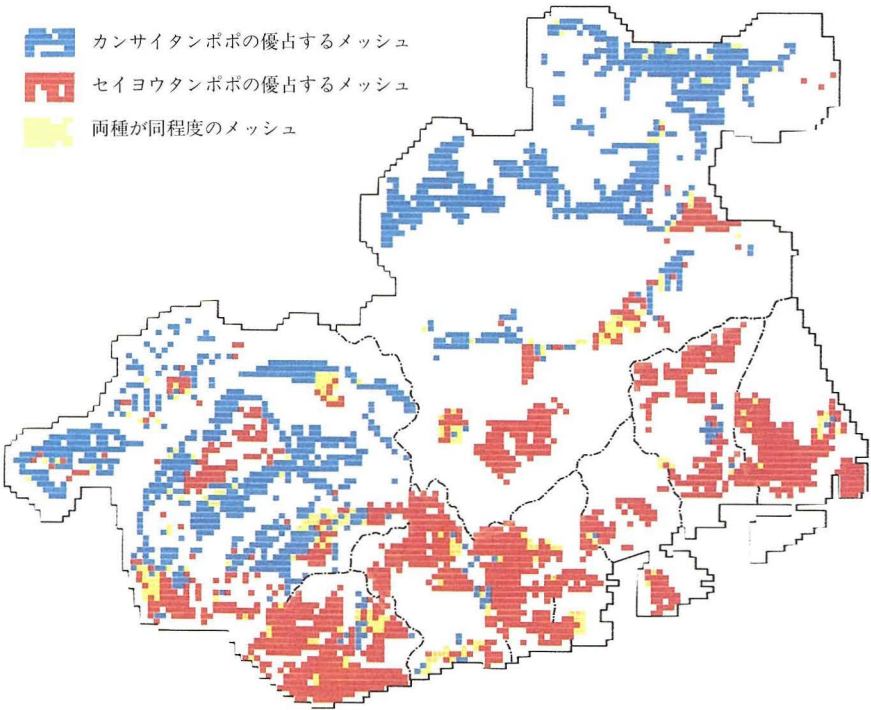 カンサイタンポポの優占するメッシュ
セイヨウタンポポの優占するメッシュ
両種が同程度のメッシュ